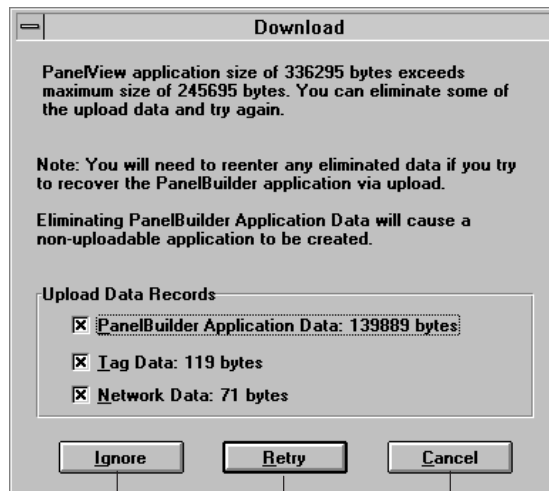 Download
PanelView application size of 336295 bytes exceeds
maximum size of 245695 bytes. You can eliminate some of
the upload data and try again.
Note: You will need to reenter any eliminated data if you try
to recover the PanelBuilder application via upload.
Eliminating PanelBuilder Application Data will cause a
non-uploadable application to be created.
Upload Data Records
PanelBuilder Application Data: 139889 bytes
Tag Data: 119 bytes
Network Data: 71 bytes
Ignore Retry Cancel